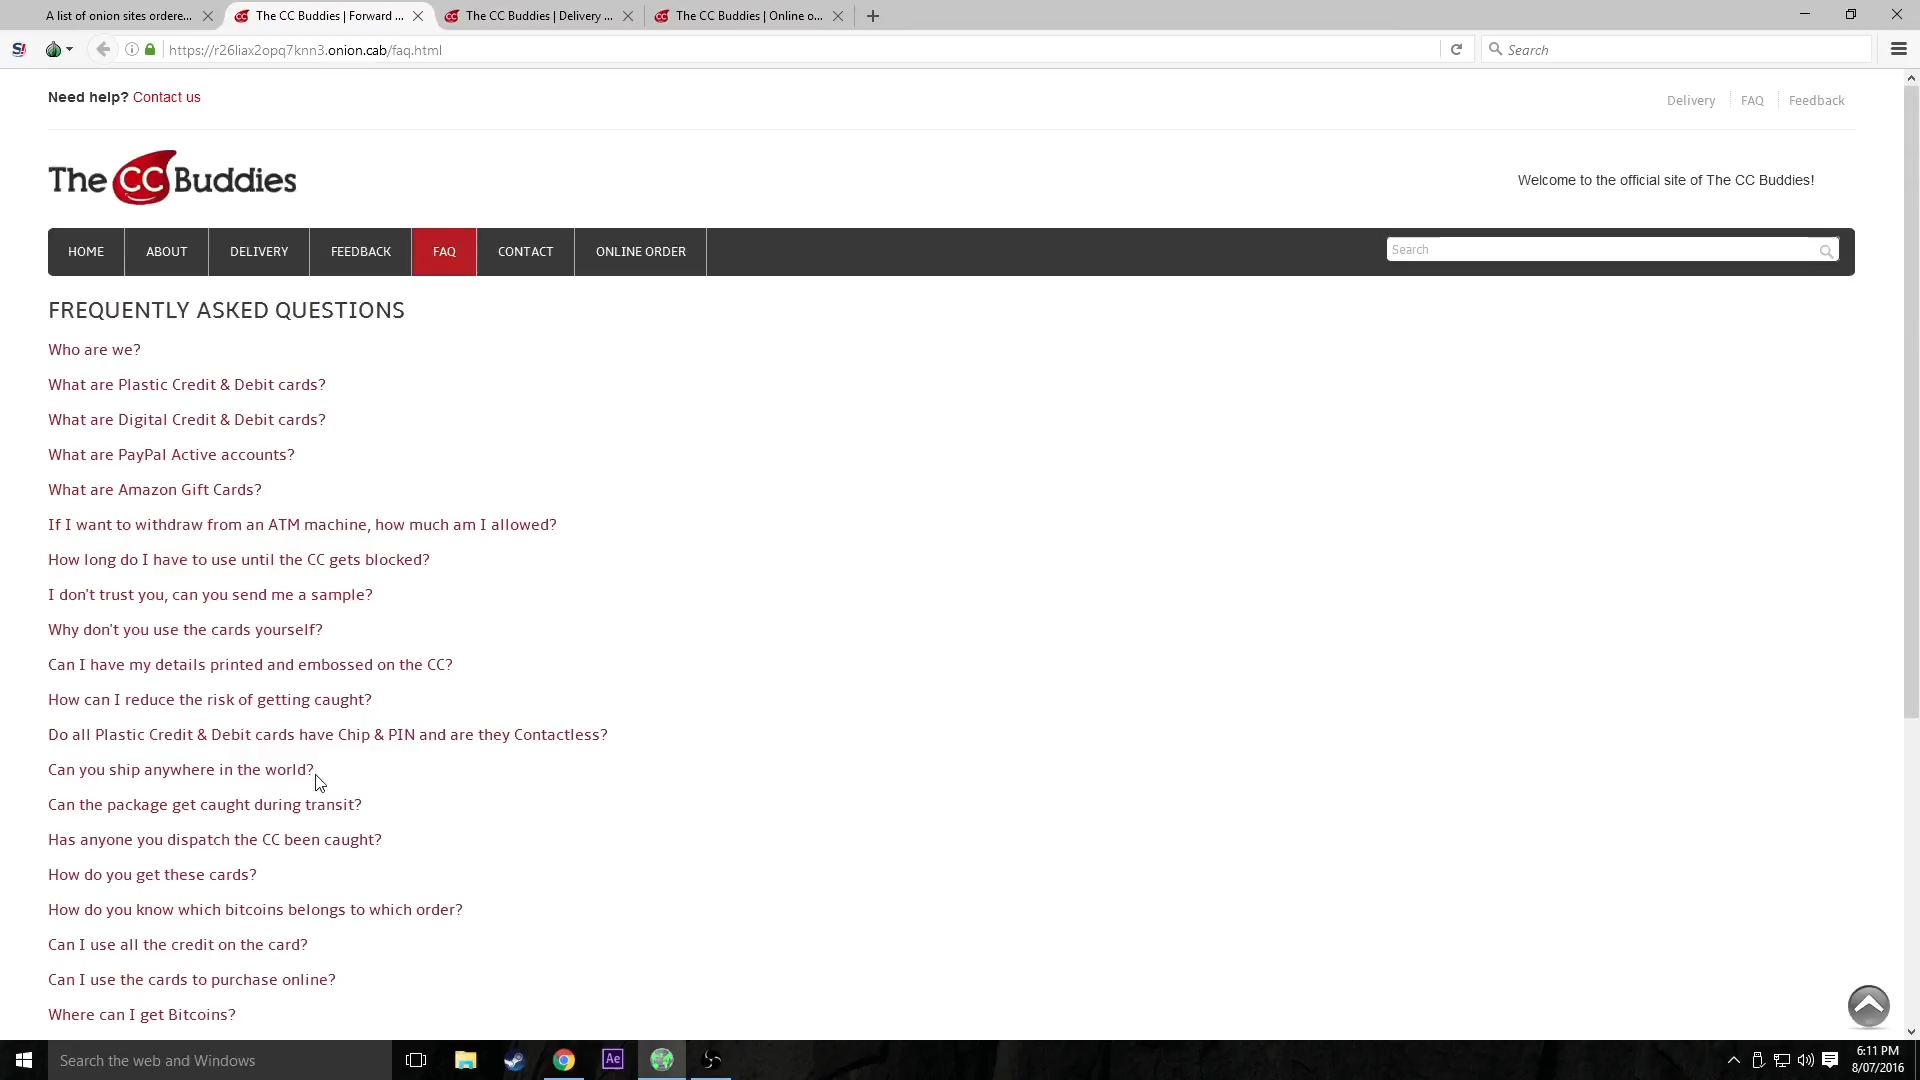 A list of onion sites ordere...
The CC Buddies | Forward ...
The CC Buddies | Delivery ...
The CC Buddies | Online o...
https://r26liax2opq7knn3.onion.cab/faq.html
Search
Need help? Contact us
Delivery
FAQ
Feedback
The CC Buddies
Welcome to the official site of The CC Buddies!
HOME
ABOUT
DELIVERY
FEEDBACK
FAQ
CONTACT
ONLINE ORDER
Search
FREQUENTLY ASKED QUESTIONS
Who are we?
What are Plastic Credit & Debit cards?
What are Digital Credit & Debit cards?
What are PayPal Active accounts?
What are Amazon Gift Cards?
If I want to withdraw from an ATM machine, how much am I allowed?
How long do I have to use until the CC gets blocked?
I don't trust you, can you send me a sample?
Why don't you use the cards yourself?
Can I have my details printed and embossed on the CC?
How can I reduce the risk of getting caught?
Do all Plastic Credit & Debit cards have Chip & PIN and are they Contactless?
Can you ship anywhere in the world?
Can the package get caught during transit?
Has anyone you dispatch the CC been caught?
How do you get these cards?
How do you know which bitcoins belongs to which order?
Can I use all the credit on the card?
Can I use the cards to purchase online?
Where can I get Bitcoins?
Search the web and Windows
Ae
6:11 PM
8/07/2016